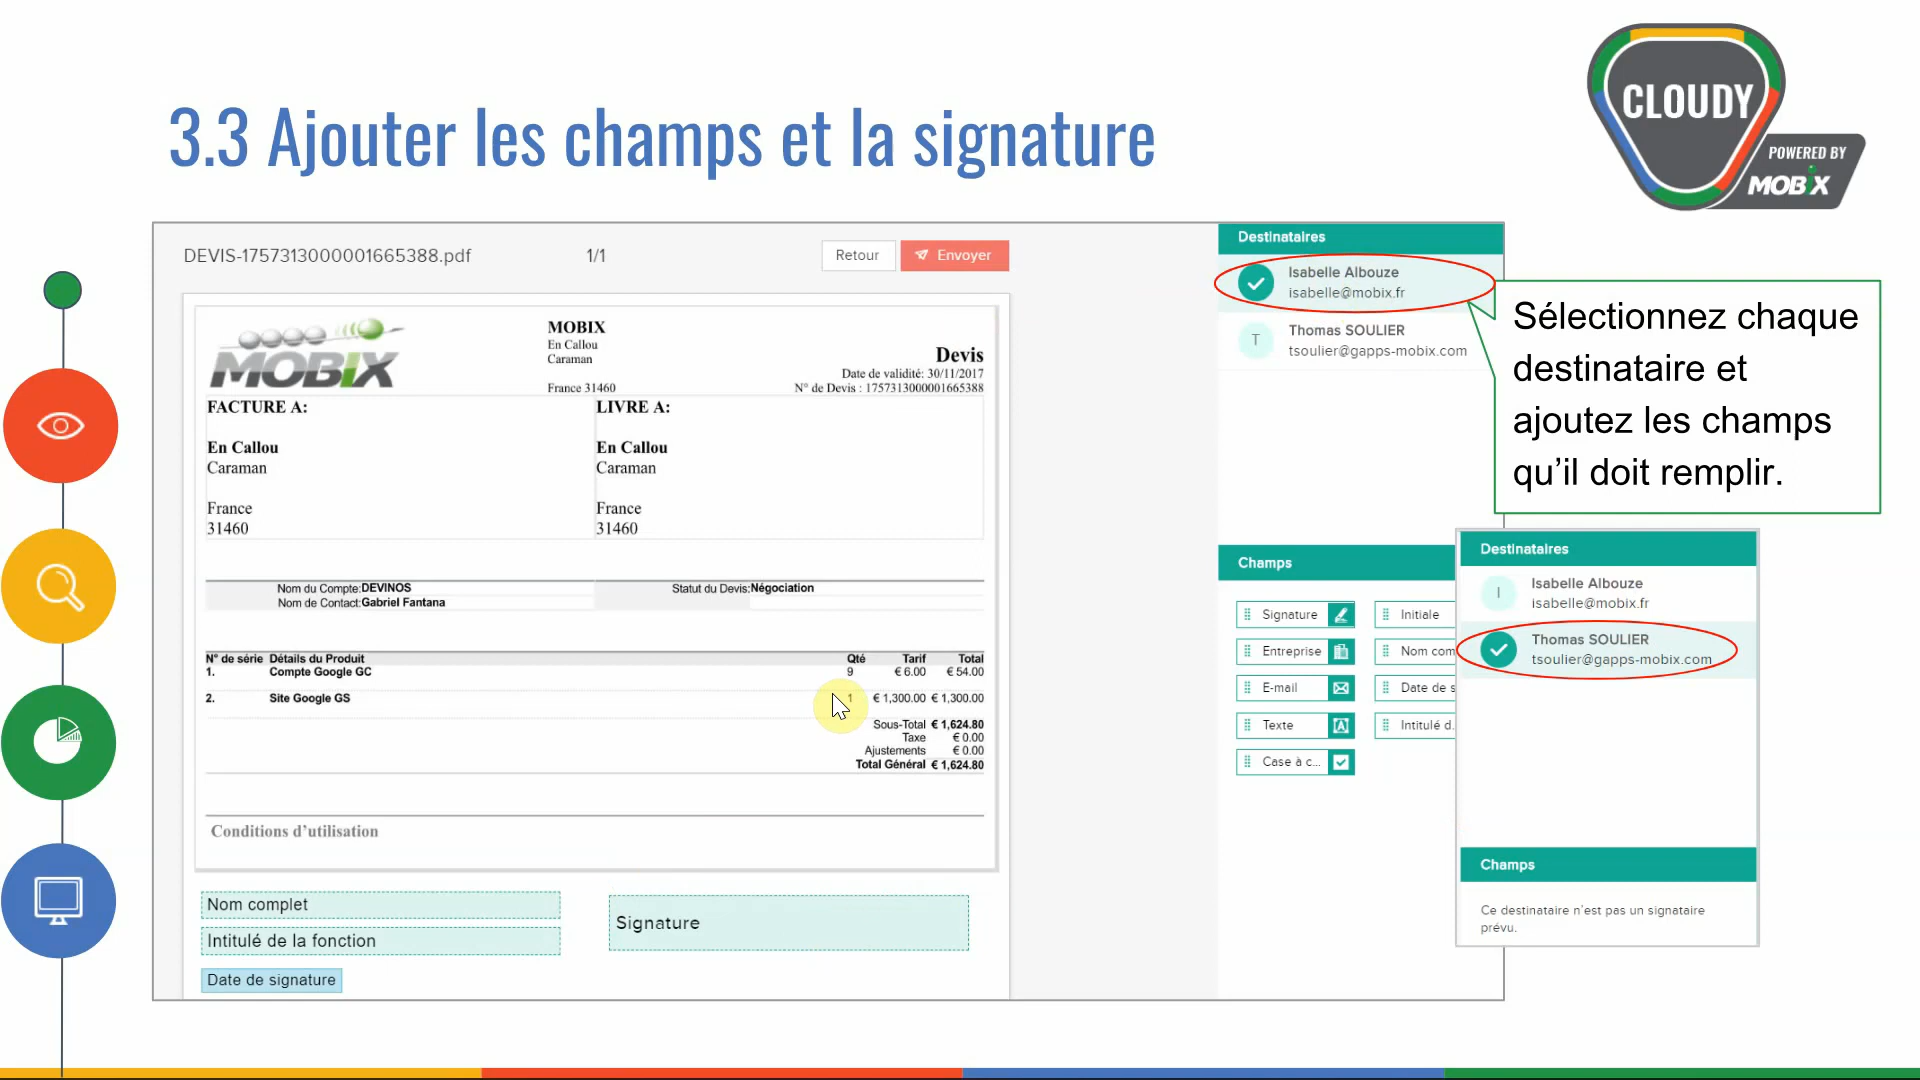 3.3 Ajouter les champs et la signature
CLOUDY
POWERED BY
MOBIX
DEVIS-1757313000001665388.pdf
1/1
Retour
Envoyer
MOBIX
MOBIX
En Callou
Caraman
France 31460
Devis
Date de validité: 30/11/2017
N° de Devis : 1757313000001665388
FACTURE A:
En Callou
Caraman
France
31460
LIVRE A:
En Callou
Caraman
France
31460
Nom du Compte:DEVINOS
Nom de Contact:Gabriel Fantana
Statut du Devis:Négociation
N° de série Détails du Produit Qté Tarif Total
1. Compte Google GC 9 € 6.00 € 54.00
2. Site Google GS 1 € 1,300.00 € 1,300.00
Sous-Total € 1,624.80
Taxe € 0.00
Ajustements € 0.00
Total Général € 1,624.80
Conditions d'utilisation
Nom complet
Intitulé de la fonction
Date de signature
Signature
Destinataires
Isabelle Albouze
isabelle@mobix.fr
T
Thomas SOULIER
tsoulier@gapps-mobix.com
Champs
Signature
Initiale
Entreprise
Nom com
E-mail
Date de s
Texte
Intitulé d.
Case à c...
Sélectionnez chaque
destinataire et
ajoutez les champs
qu’il doit remplir.
Destinataires
I
Isabelle Albouze
isabelle@mobix.fr
Thomas SOULIER
tsoulier@gapps-mobix.com
Champs
Ce destinataire n'est pas un signataire
prévu.